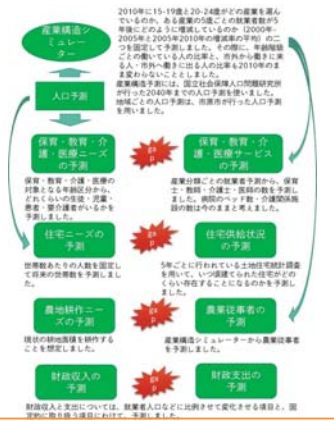 2010年に15-19歳と20-24歳がどの産業を選ん
でいるのか、ある産業の5歳ごとの就業者が5
年後にどのように増減しているのか（2000年-
2005年と2005年2010年の増減率の平均）の二
つを固定して予測しました。その際に、年齢階級
ごとの働いている人の比率と、市外から働きに来
る人・市外へ働きに出る人の比率も2010年のま
ま変わらないこととしました。
産業構造予測には、国立社会保障人口問題研究所
が行った2040年までの人口予測を使いました。
地域ごとの人口予測は、市原市が行った人口予測
を用いました。
産業構造
シミュレー
ター
人口予測
保育・教育・介
護・医療ニーズ
の予測
gap
保育・教育・介
護・医療サービス
の予測
保育・教育・介護・医療の
対象となる年齢区分から、ど
れくらいの生徒・児童・
患者・要介護者がいるかを
予測しました。
産業分類ごとの就業者予測から、保育
士・教師・介護士・医師の数を予測し
ました。病院のベッド数・介護関係施
設の数は今のままと考えました。
住宅ニーズの
予測
gap
住宅供給状況
の予測
世帯数あたりの人数を固定し
て将来の世帯数を予測しまし
た。
5年ごとに行われている土地住宅統計調査
を用いて、いつ頃建てられた住宅がどの
くらい存在することになるのかを予測し
ました。
農地耕作ニー
ズの予測
gap
農業従事者の
予測
現状の耕地面積を耕作する
ことを想定しました。
産業構造シミュレーターから農業従事者
を予測しました。
財政収入の予
測
gap
財政支出の予
測
財政収入と支出については、就業者人口などに比例させて変化させる項目と、固
定的に取り扱う項目にわけて、予測しました。